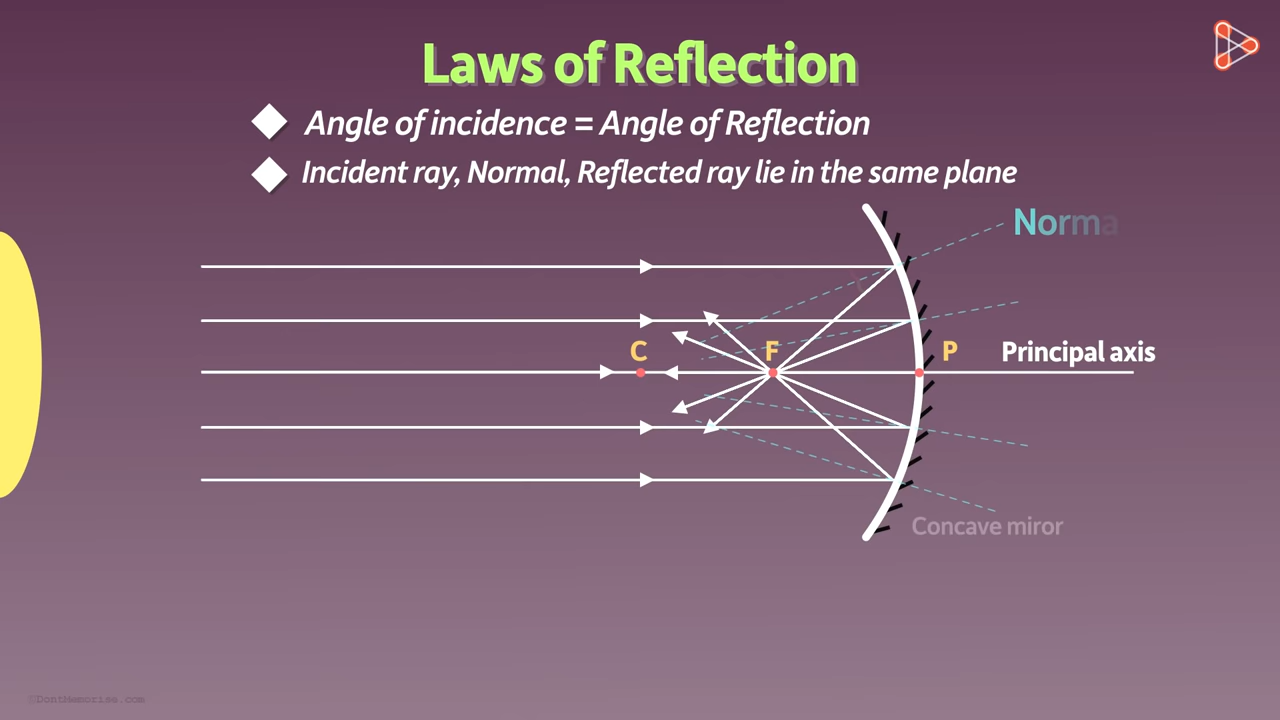 Laws of Reflection
Angle of incidence = Angle of Reflection
Incident ray, Normal, Reflected ray lie in the same plane
Norma
C
F
P
Principal axis
Concave miror
©DontMemorise.com